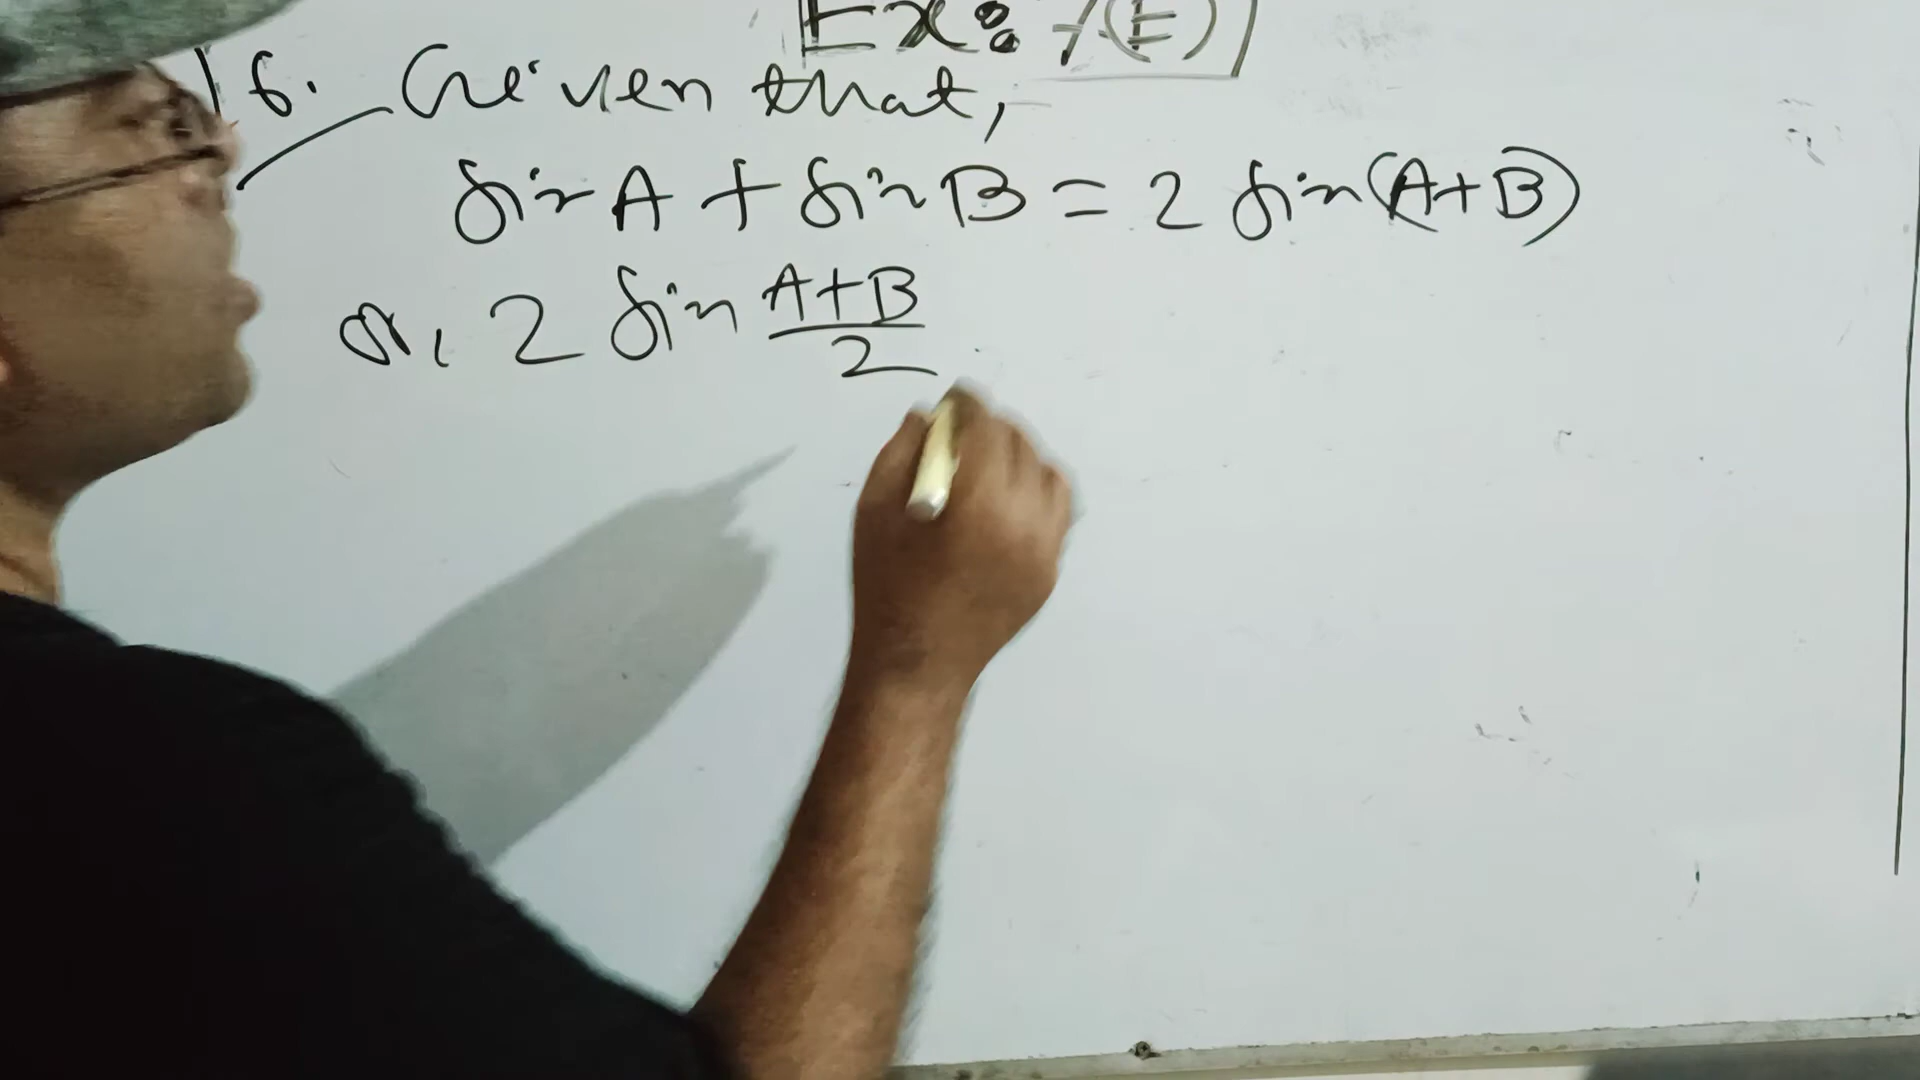 Ex: 7(E)
16. Given that,
sin A + sin B = 2 sin(A+B)
or, 2 sin A+B/2